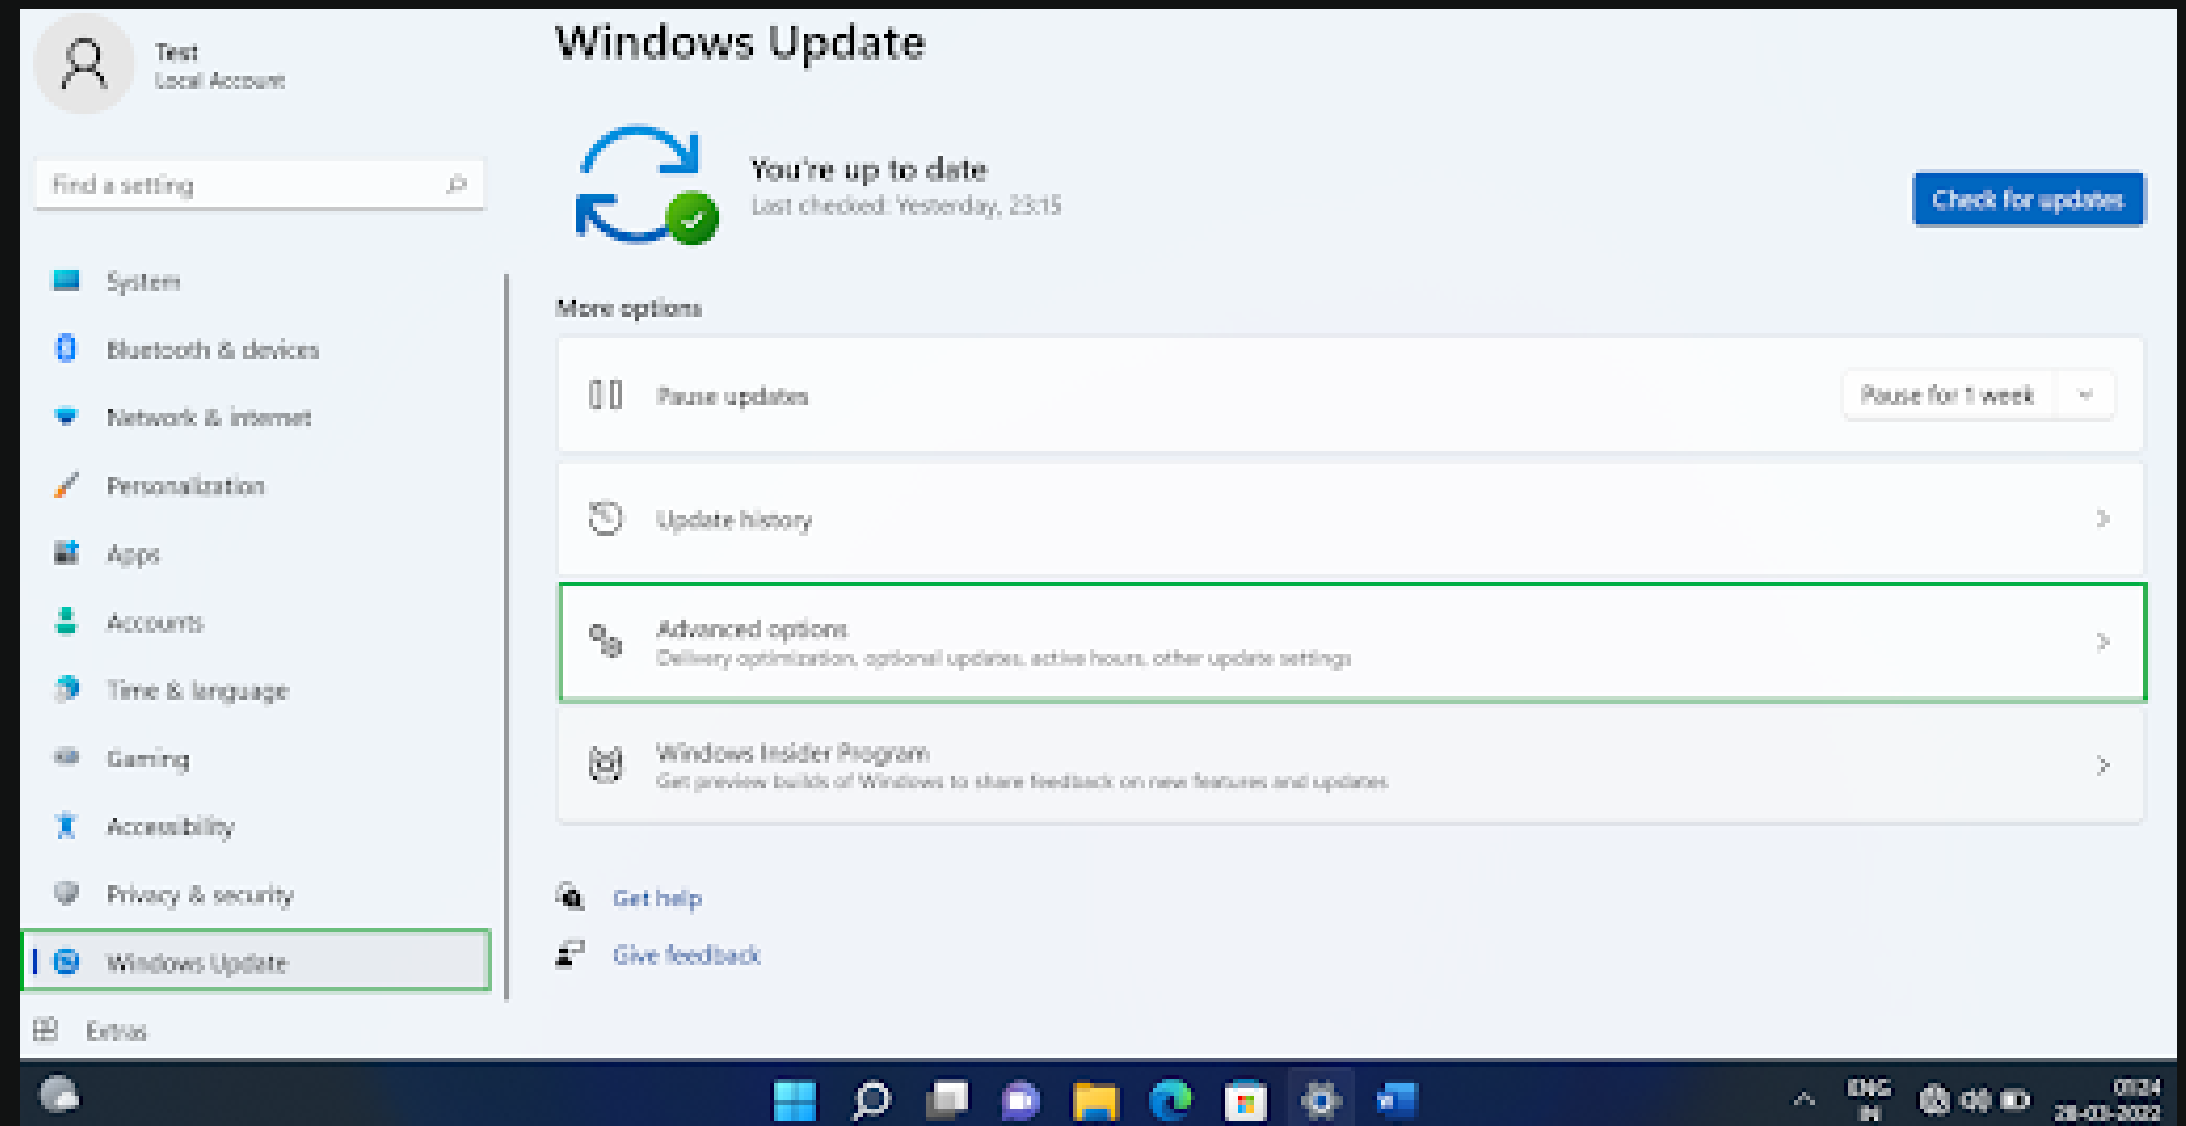 Test
Local Account
Find a setting
System
Bluetooth & devices
Network & internet
Personalization
Apps
Accounts
Time & language
Gaming
Accessibility
Privacy & security
Windows Update
Extras
Windows Update
You're up to date
Last checked: Yesterday, 23:15
Check for updates
More options
Pause updates
Pause for 1 week
Update history
Advanced options
Delivery optimization, optional updates, active hours, other update settings
Windows Insider Program
Get preview builds of Windows to share feedback on new features and updates
Get help
Give feedback
ENG
IN
28-03-2022